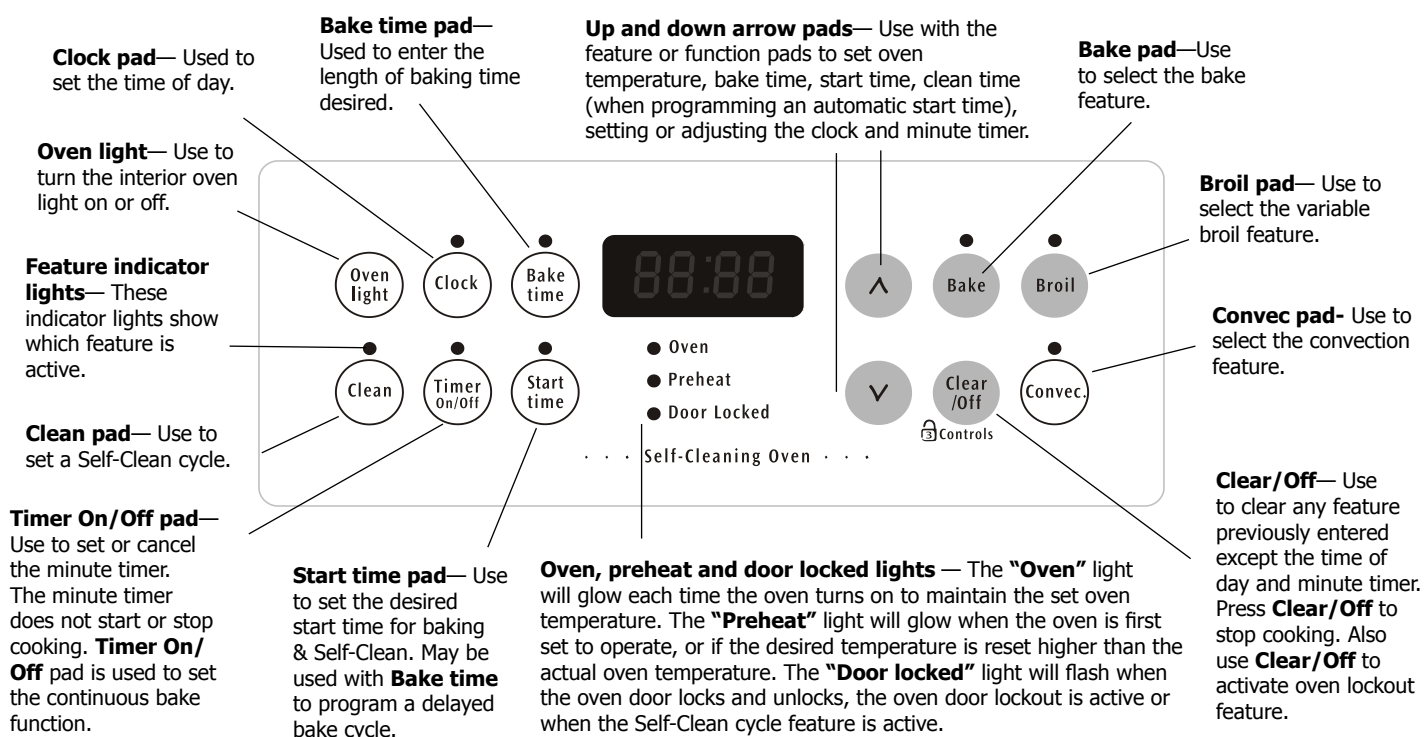 Clock pad— Used to
set the time of day.
Bake time pad—
Used to enter the
length of baking time
desired.
Up and down arrow pads— Use with the
feature or function pads to set oven
temperature, bake time, start time, clean time
(when programming an automatic start time),
setting or adjusting the clock and minute timer.
Bake pad—Use
to select the bake
feature.
Oven light— Use to
turn the interior oven
light on or off.
Broil pad— Use to
select the variable
broil feature.
Feature indicator
lights— These
indicator lights show
which feature is
active.
Convec pad- Use to
select the convection
feature.
Oven
light
Clock
Bake
time
88:88
Bake
Broil
Clean
Timer
On/Off
Start
time
Oven
Preheat
Door Locked
Clear
/Off
Convec.
3 Controls
· · · Self-Cleaning Oven · · ·
Clean pad— Use to
set a Self-Clean cycle.
Timer On/Off pad—
Use to set or cancel
the minute timer.
The minute timer
does not start or stop
cooking. Timer On/
Off pad is used to set
the continuous bake
function.
Start time pad— Use
to set the desired
start time for baking
& Self-Clean. May be
used with Bake time
to program a delayed
bake cycle.
Oven, preheat and door locked lights — The “Oven” light
will glow each time the oven turns on to maintain the set oven
temperature. The “Preheat” light will glow when the oven is first
set to operate, or if the desired temperature is reset higher than the
actual oven temperature. The “Door locked” light will flash when
the oven door locks and unlocks, the oven door lockout is active or
when the Self-Clean cycle feature is active.
Clear/Off— Use
to clear any feature
previously entered
except the time of
day and minute timer.
Press Clear/Off to
stop cooking. Also
use Clear/Off to
activate oven lockout
feature.